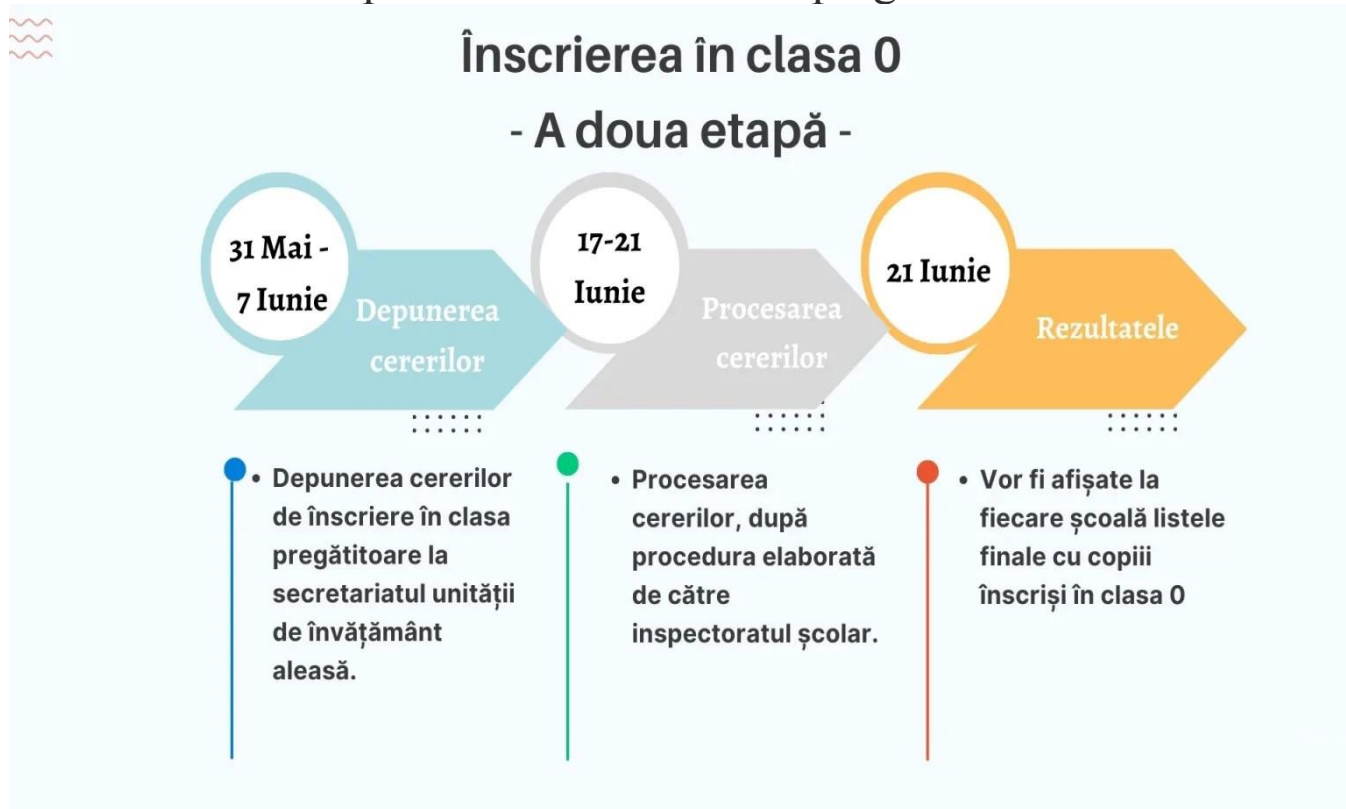 Înscrierea în clasa 0
- A doua etapă -
31 Mai -
7 Iunie
Depunerea
cererilor
17-21
Iunie
Procesarea
cererilor
21 Iunie
Rezultatele
• Depunerea cererilor
de înscriere în clasa
pregătitoare la
secretariatul unității
de învățământ
aleasă.
• Procesarea
cererilor, după
procedura elaborată
de către
inspectoratul școlar.
• Vor fi afișate la
fiecare școală listele
finale cu copiii
înscriși în clasa 0